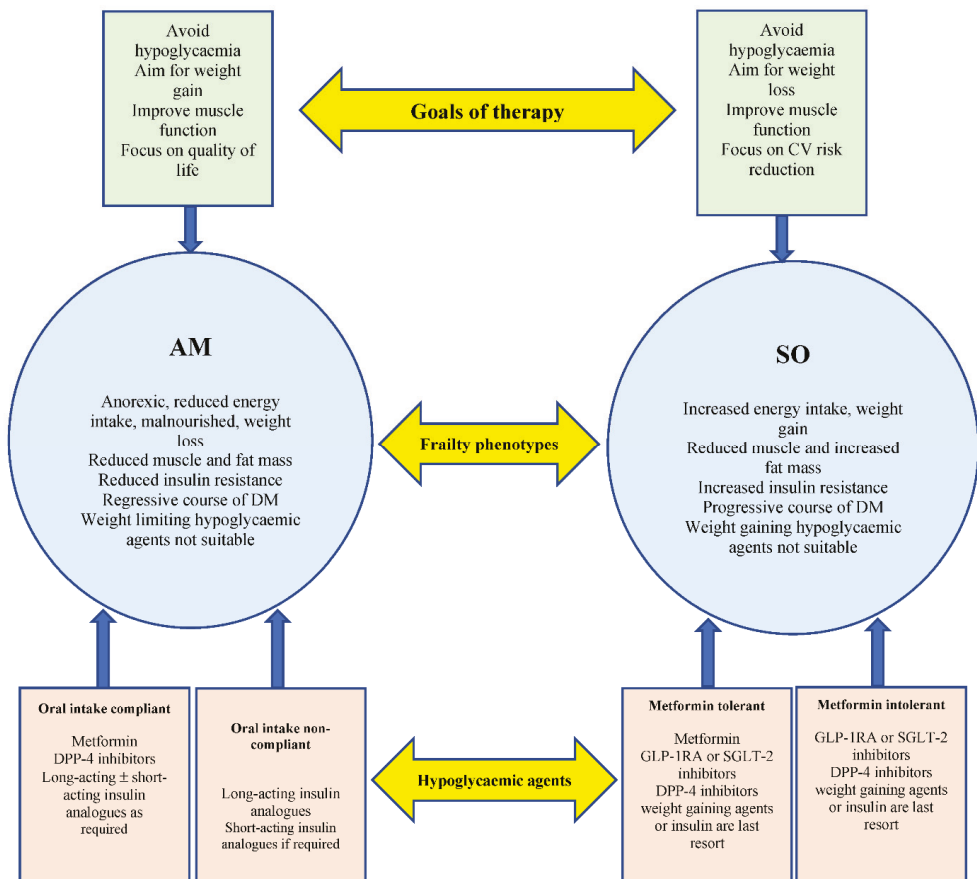 Avoid
hypoglycaemia
Aim for weight
gain
Improve muscle
function
Focus on quality of
life
Goals of therapy
Avoid
hypoglycaemia
Aim for weight
loss
Improve muscle
function
Focus on CV risk
reduction
AM
Anorexic, reduced energy
intake, malnourished, weight
loss
Reduced muscle and fat mass
Reduced insulin resistance
Regressive course of DM
Weight limiting hypoglycaemic
agents not suitable
Frailty phenotypes
SO
Increased energy intake, weight
gain
Reduced muscle and increased
fat mass
Increased insulin resistance
Progressive course of DM
Weight gaining hypoglycaemic
agents not suitable
Oral intake compliant
Metformin
DPP-4 inhibitors
Long-acting ± short-
acting insulin
analogues as
required
Oral intake non-
compliant
Long-acting insulin
analogues
Short-acting insulin
analogues if required
Hypoglycaemic agents
Metformin tolerant
Metformin
GLP-1RA or SGLT-2
inhibitors
DPP-4 inhibitors
weight gaining agents
or insulin are last
resort
Metformin intolerant
GLP-1RA or SGLT-2
inhibitors
DPP-4 inhibitors
weight gaining agents
or insulin are last
resort